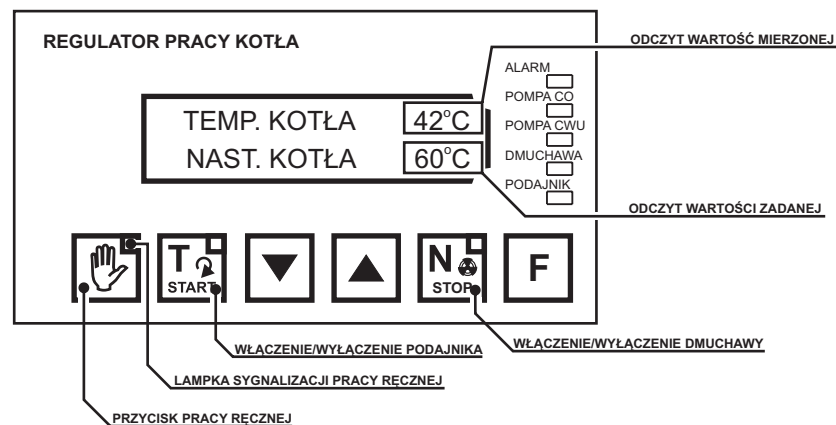 REGULATOR PRACY KOTŁA
ODCZYT WARTOŚĆ MIERZONEJ
ALARM
POMPA CO
POMPA CWU
DMUCHAWA
PODAJNIK
TEMP. KOTŁA 42°C
NAST. KOTŁA 60°C
ODCZYT WARTOŚCI ZADANEJ
T
START
N
STOP
F
WŁĄCZENIE/WYŁĄCZENIE PODAJNIKA
WŁĄCZENIE/WYŁĄCZENIE DMUCHAWY
LAMPKA SYGNALIZACJI PRACY RĘCZNEJ
PRZYCISK PRACY RĘCZNEJ